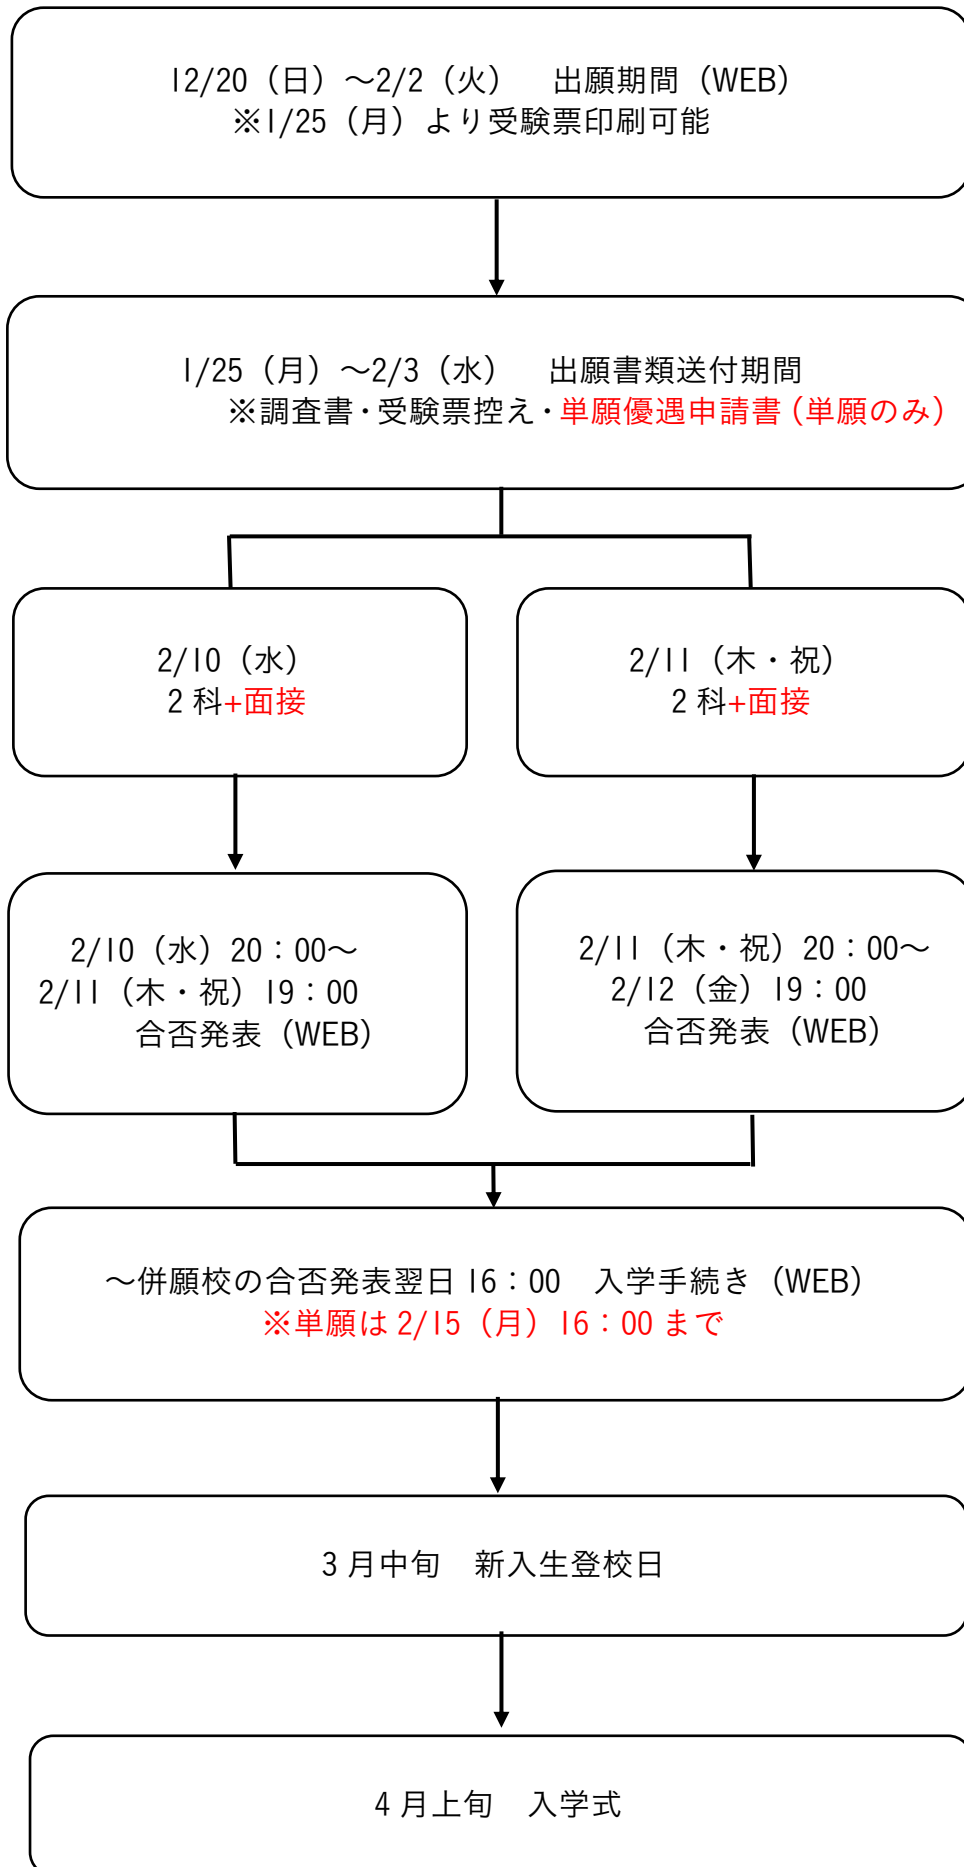 12/20（日）～2/2（火）　出願期間（WEB）
※1/25（月）より受験票印刷可能
1/25（月）～2/3（水）　出願書類送付期間
※調査書・受験票控え・単願優遇申請書（単願のみ）
2/10（水）
2科+面接
2/11（木・祝）
2科+面接
2/10（水）20：00～
2/11（木・祝）19：00
合否発表（WEB）
2/11（木・祝）20：00～
2/12（金）19：00
合否発表（WEB）
～併願校の合否発表翌日16：00　入学手続き（WEB）
※単願は2/15（月）16：00まで
3月中旬　新入生登校日
4月上旬　入学式